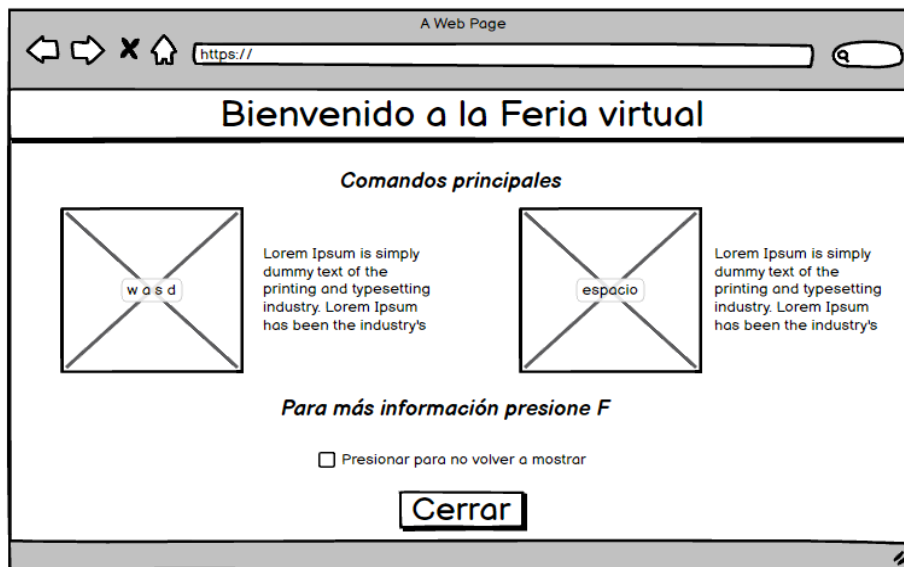 A Web Page
https://
Bienvenido a la Feria virtual
Comandos principales
w a s d
Lorem Ipsum is simply
dummy text of the
printing and typesetting
industry. Lorem Ipsum
has been the industry's
espacio
Lorem Ipsum is simply
dummy text of the
printing and typesetting
industry. Lorem Ipsum
has been the industry's
Para más información presione F
Presionar para no volver a mostrar
Cerrar